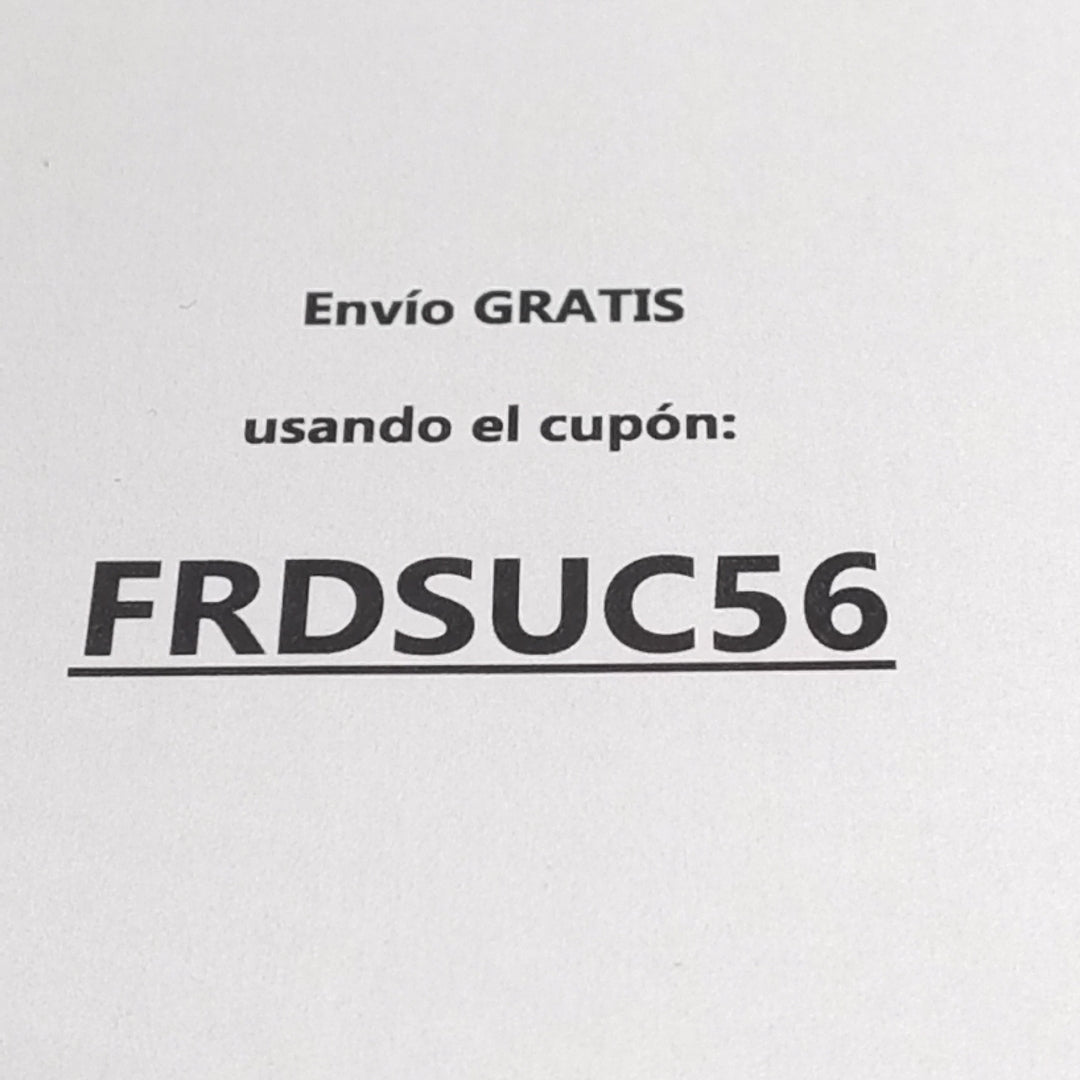 Envío GRATIS
usando el cupón:
FRDSUC56